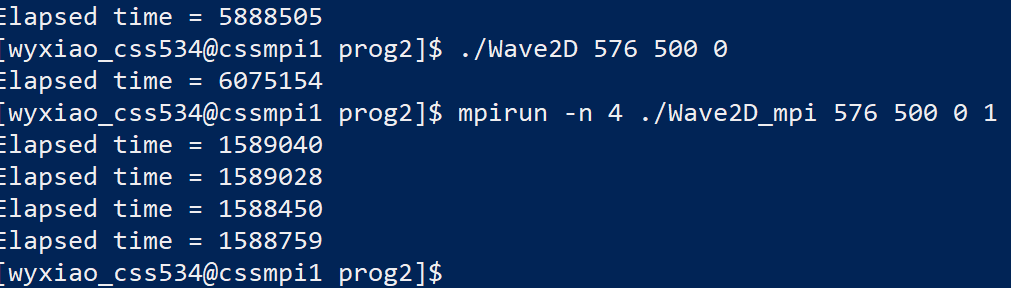 Elapsed time = 5888505
[wyxiao_css534@cssmpi1 prog2]$ ./Wave2D 576 500 0
Elapsed time = 6075154
[wyxiao_css534@cssmpi1 prog2]$ mpirun -n 4 ./Wave2D_mpi 576 500 0 1
Elapsed time = 1589040
Elapsed time = 1589028
Elapsed time = 1588450
Elapsed time = 1588759
[wyxiao_css534@cssmpi1 prog2]$